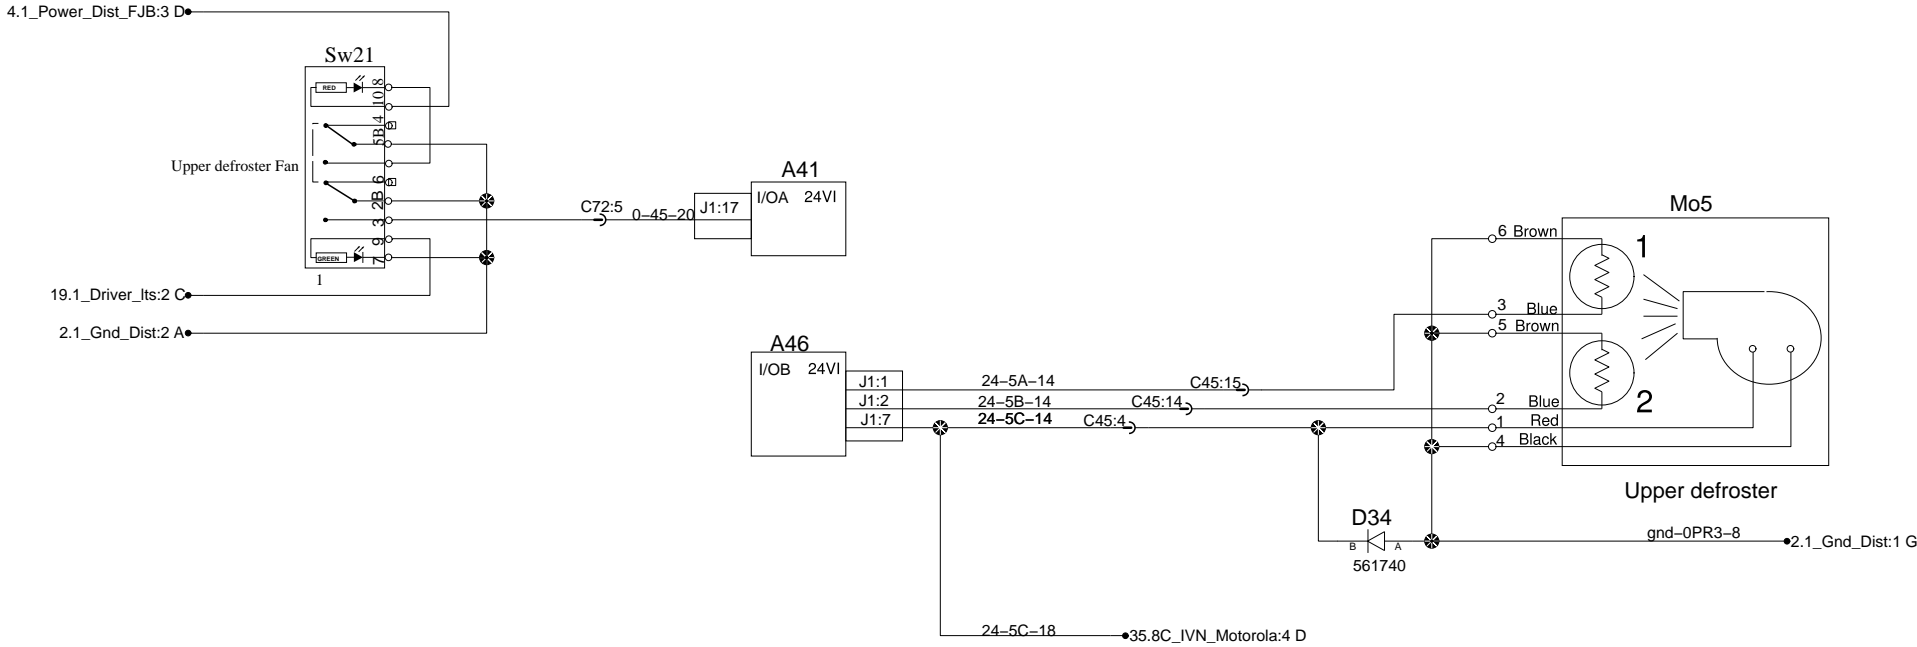 4.1_Power_Dist_FJB:3 D
Sw21
RED
8
10
4
5B
Upper defroster Fan
6
2B
3
9
GREEN
7
1
19.1_Driver_lts:2 C
2.1_Gnd_Dist:2 A
C72:5
0-45-20
J1:17
A41
I/OA 24VI
A46
I/OB 24VI
J1:1
J1:2
J1:7
24-5A-14
C45:15
24-5B-14
C45:14
24-5C-14
C45:4
Mo5
6 Brown
1
3 Blue
5 Brown
2 Blue
2
1 Red
4 Black
Upper defroster
D34
B A
561740
gnd-0PR3-8
2.1_Gnd_Dist:1 G
24-5C-18
35.8C_IVN_Motorola:4 D